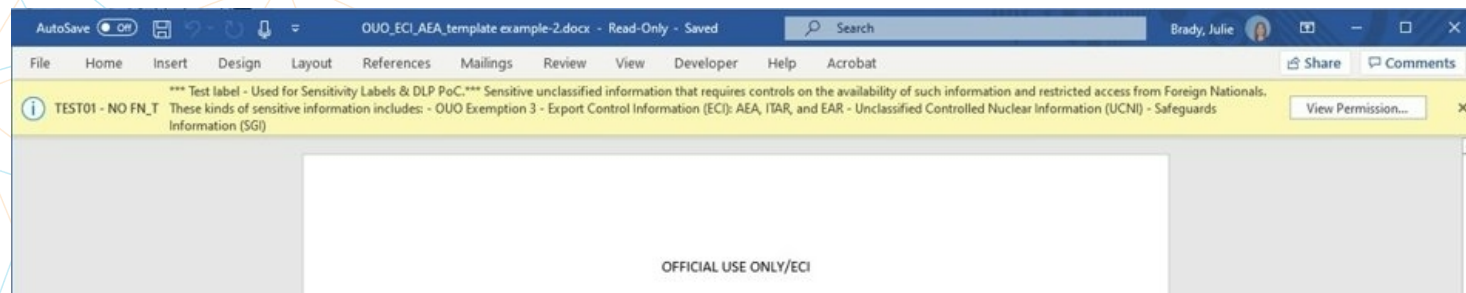 AutoSave Off OUO_ECI_AEA_template example-2.docx - Read-Only - Saved Search Brady, Julie
File Home Insert Design Layout References Mailings Review View Developer Help Acrobat Share Comments
*** Test label - Used for Sensitivity Labels & DLP PoC.*** Sensitive unclassified information that requires controls on the availability of such information and restricted access from Foreign Nationals.
TEST01 - NO FN_T These kinds of sensitive information includes: - OUO Exemption 3 - Export Control Information (ECI): AEA, ITAR, and EAR - Unclassified Controlled Nuclear Information (UCNI) - Safeguards View Permission...
Information (SGI)
OFFICIAL USE ONLY/ECI